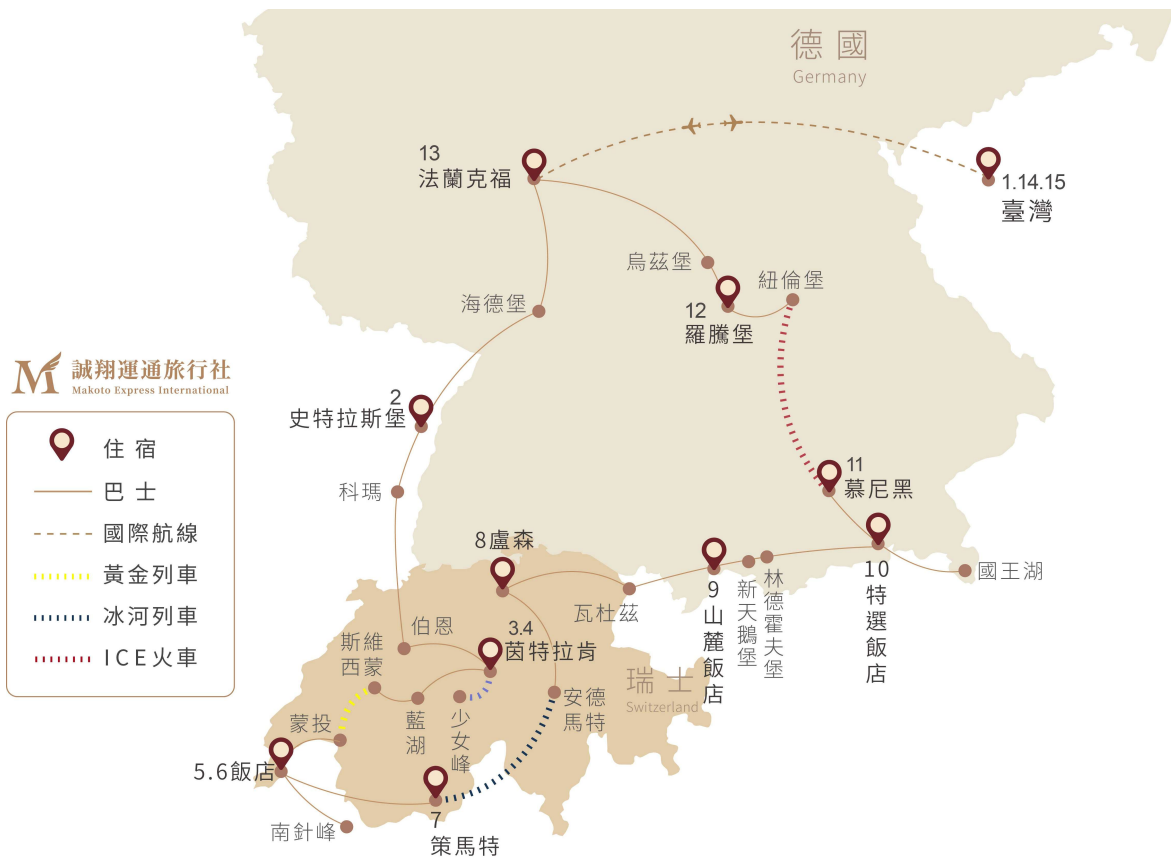 德國
Germany
13
法蘭克福
1.14.15
臺灣
烏茲堡
紐倫堡
海德堡
12
羅騰堡
誠翔運通旅行社
Makoto Express International
2
史特拉斯堡
住宿
巴士
國際航線
黃金列車
冰河列車
ICE火車
科瑪
11
慕尼黑
8盧森
瓦杜茲
9
山麓飯店
新天鵝堡
林德霍夫堡
10
特選飯店
國王湖
伯恩
3.4
茵特拉肯
斯維
西蒙
瑞士
Switzerland
安德
馬特
藍湖
少女峰
蒙投
5.6飯店
7
策馬特
南針峰